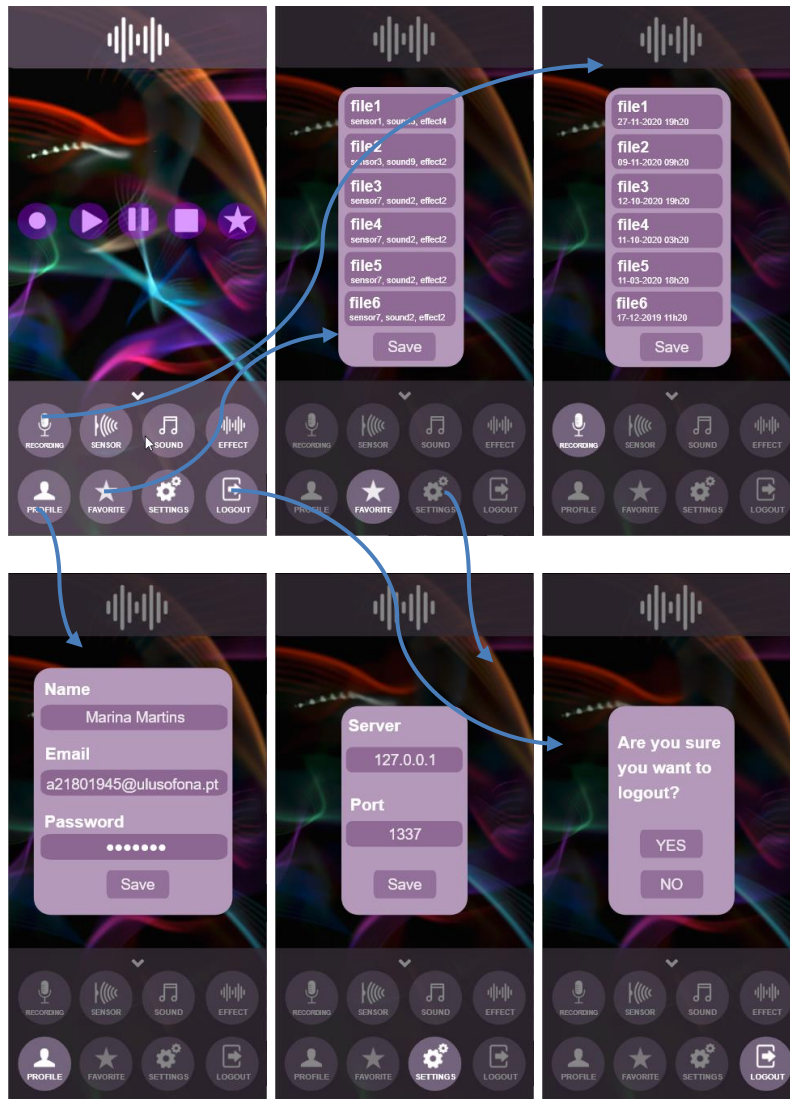 RECORDING SENSOR SOUND EFFECT
PROFILE FAVORITE SETTINGS LOGOUT
file1
sensor1, sound5, effect4
file2
sensor3, sound9, effect2
file3
sensor7, sound2, effect2
file4
sensor7, sound2, effect2
file5
sensor7, sound2, effect2
file6
sensor7, sound2, effect2
Save
RECORDING SENSOR SOUND EFFECT
PROFILE FAVORITE SETTINGS LOGOUT
file1
27-11-2020 19h20
file2
09-11-2020 09h20
file3
12-10-2020 19h20
file4
11-10-2020 03h20
file5
11-03-2020 18h20
file6
17-12-2019 11h20
Save
RECORDING SENSOR SOUND EFFECT
PROFILE FAVORITE SETTINGS LOGOUT
Name
Marina Martins
Email
a21801945@ulusofona.pt
Password
Save
RECORDING SENSOR SOUND EFFECT
PROFILE FAVORITE SETTINGS LOGOUT
Server
127.0.0.1
Port
1337
Save
RECORDING SENSOR SOUND EFFECT
PROFILE FAVORITE SETTINGS LOGOUT
Are you sure
you want to
logout?
YES
NO
RECORDING SENSOR SOUND EFFECT
PROFILE FAVORITE SETTINGS LOGOUT